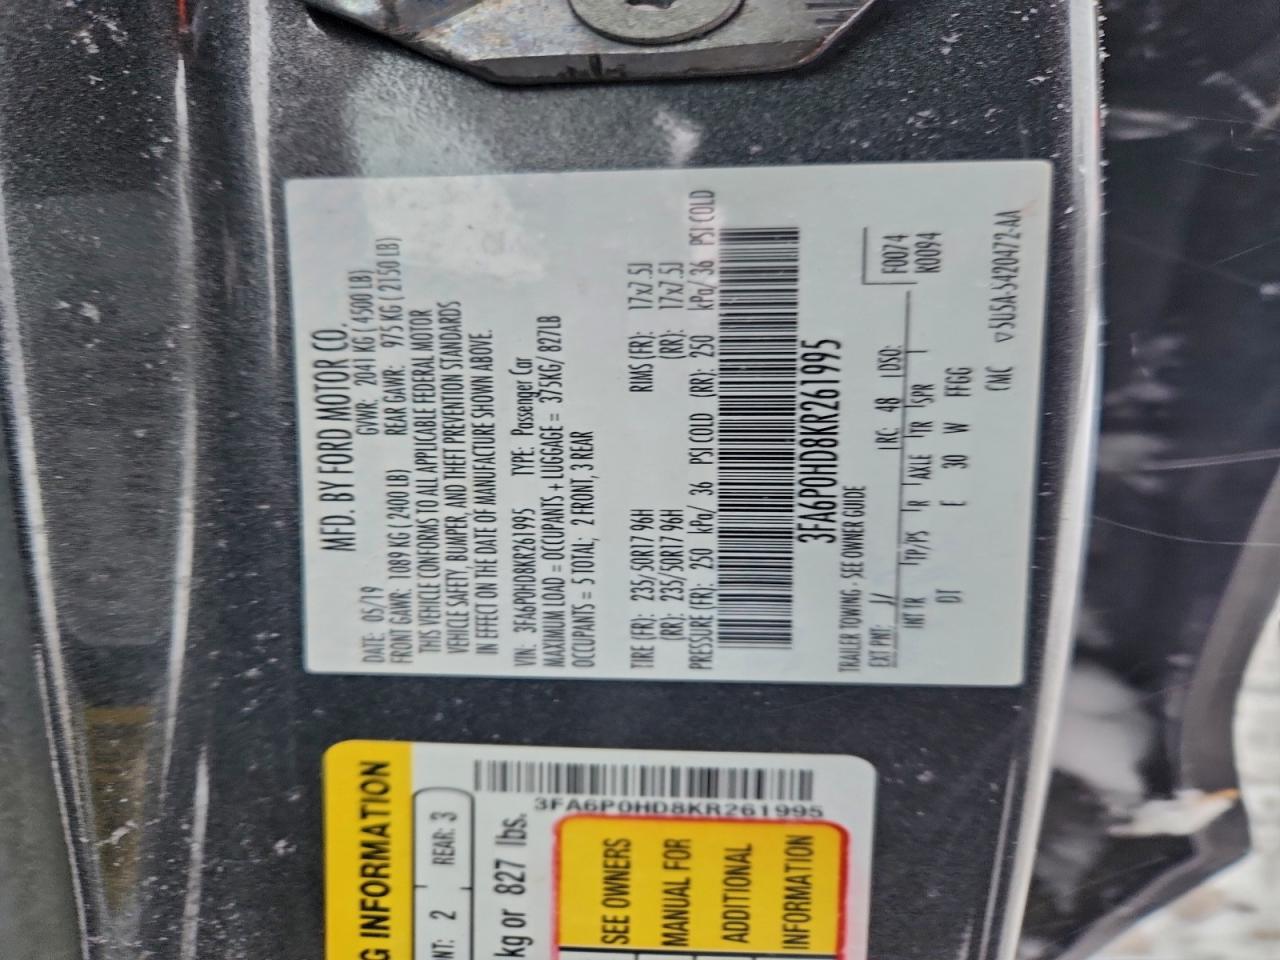 MFD. BY FORD MOTOR CO.
DATE: 05/19 GVWR: 204 KG ( 4500 LB)
FRONT GAWR: 1089 KG ( 2400 LB) REAR GAWR: 975 KG ( 2150 LB)
THIS VEHICLE CONFORMS TO ALL APPLICABLE FEDERAL MOTOR
VEHICLE SAFETY, BUMPER, AND THEFT PREVENTION STANDARDS
IN EFFECT ON THE DATE OF MANUFACTURE SHOWN ABOVE.
VIN: 3FA6P0HD8KR261995 TYPE: Passenger Car
MAXIMUM LOAD = OCCUPANTS + LUGGAGE = 375KG/ 827LB
OCCUPANTS = 5 TOTAL; 2 FRONT, 3 REAR
TIRE (FR): 235/50R17 96H RIMS (FR): 17x7.5J
(RR): 235/50R17 96H (RR): 17x7.5J
PRESSURE (FR): 250 kPa/ 36 PSI COLD (RR): 250 kPa/ 36 PSI COLD
3FA6P0HD8KR261995
TRAILER TOWING - SEE OWNER GUIDE
EXT PNT: J7 RC: 48 DSO: F0074
INT TR TP/PS R AXLE TR SPR K0094
DT E 30 W FFGG
CMC ▽5U5A-5420472-AA
G INFORMATION
NT: 2 REAR: 3
kg or 827 lbs.
3FA6P0HD8KR261995
SEE OWNERS
MANUAL FOR
ADDITIONAL
INFORMATION